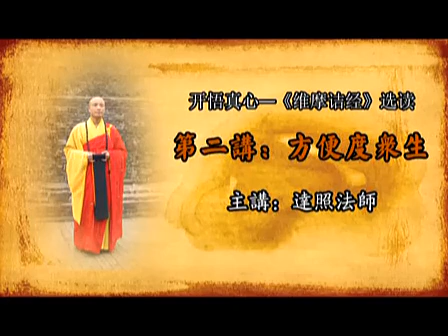 开悟真心—《维摩诘经》选读
第二講：方便度衆生
主講：達照法師